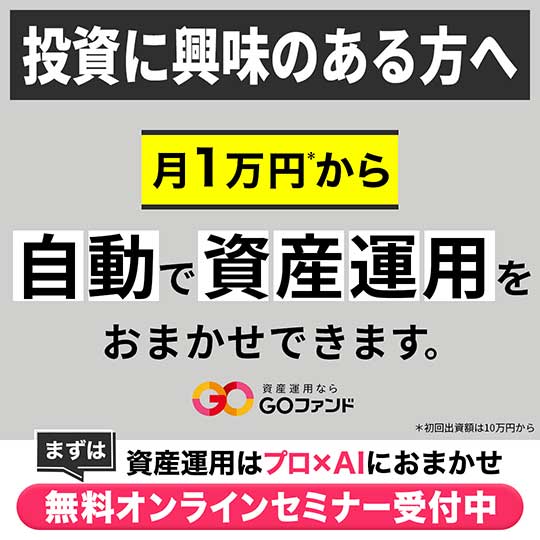 投資に興味のある方へ
月1万円*から
自動で資産運用を
おまかせできます。
資産運用なら
GO GOファンド
*初回出資額は10万円から
まずは
資産運用はプロ×AIにおまかせ
無料オンラインセミナー受付中